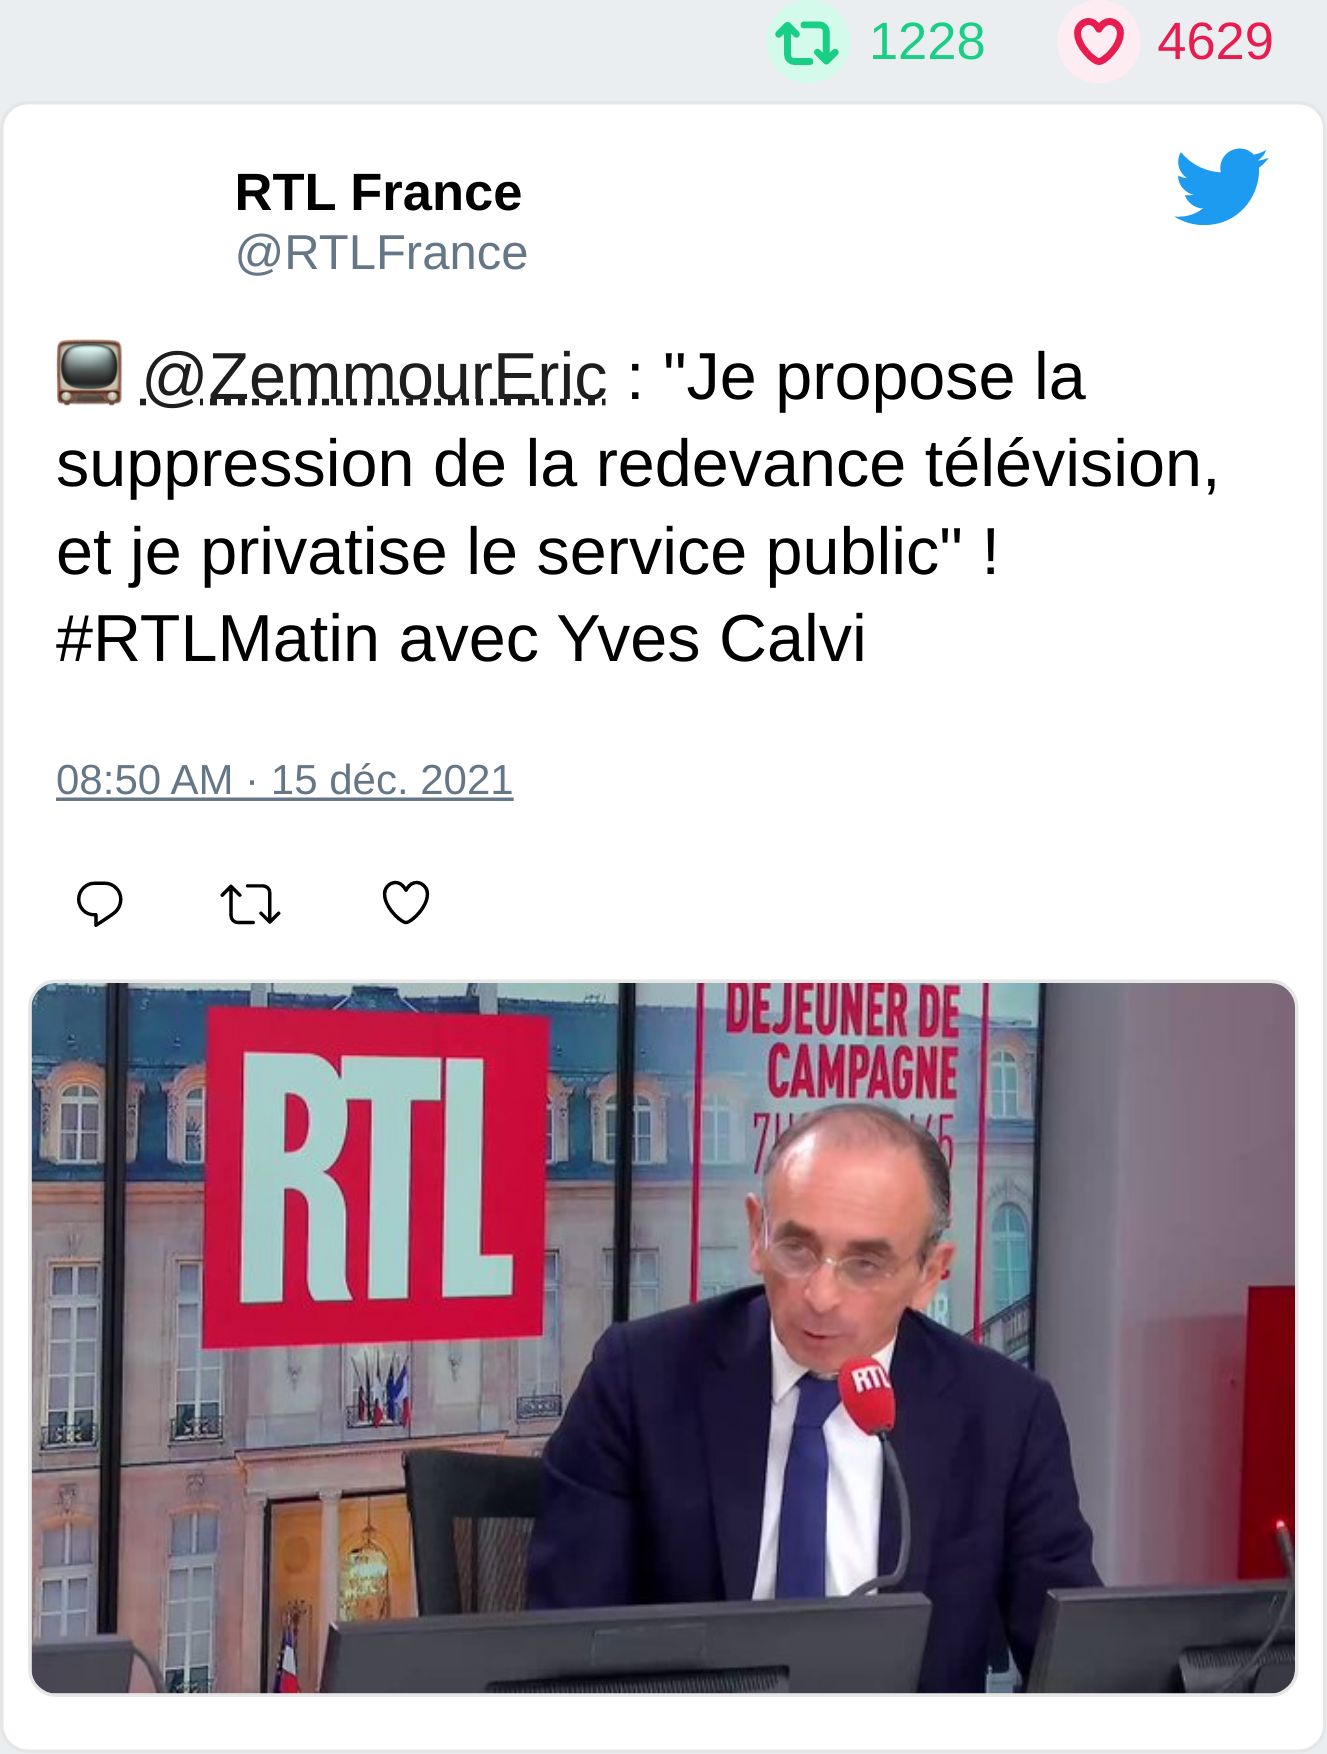 1228 4629
RTL France
@RTLFrance
@ZemmourEric : "Je propose la
suppression de la redevance télévision,
et je privatise le service public" !
#RTLMatin avec Yves Calvi
08:50 AM · 15 déc. 2021
RTL
DEJEUNER DE
CAMPAGNE
RTL